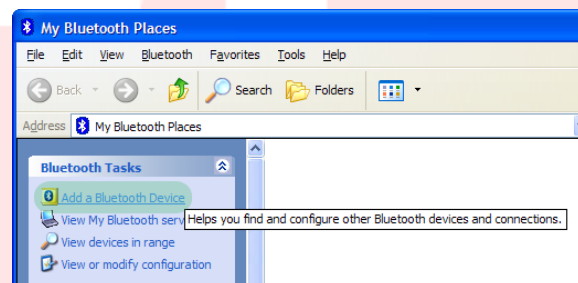 My Bluetooth Places
File Edit View Bluetooth Favorites Tools Help
Back Search Folders
Address My Bluetooth Places
Bluetooth Tasks
Add a Bluetooth Device
View My Bluetooth serv
Helps you find and configure other Bluetooth devices and connections.
View devices in range
View or modify configuration